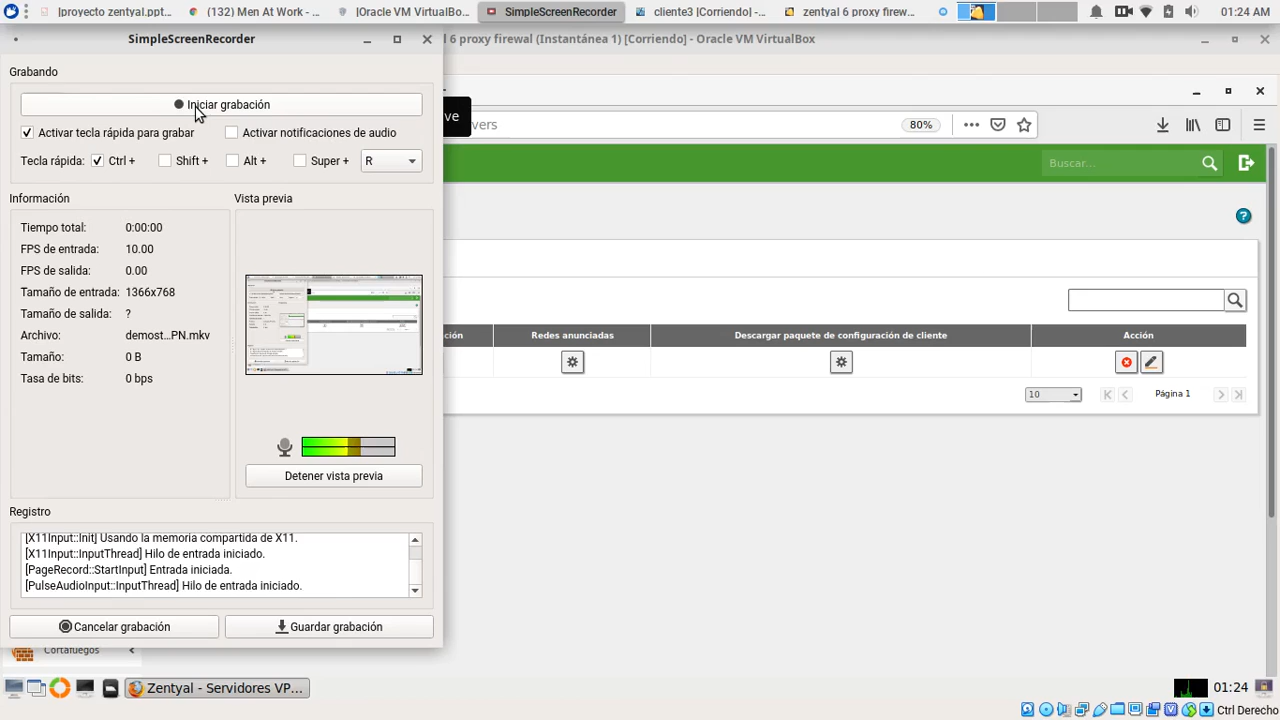 ]proyecto zentyal.ppt...
(132) Men At Work - ...
[Oracle VM VirtualBo...
SimpleScreenRecorder
cliente3 [Corriendo] -...
zentyal 6 proxy firew...
01:24 AM
SimpleScreenRecorder
6 proxy firewal (Instantánea 1) [Corriendo] - Oracle VM VirtualBox
Grabando
Iniciar grabación
ve
vers
80%
Activar tecla rápida para grabar
Activar notificaciones de audio
Tecla rápida:
Ctrl +
Shift +
Alt +
Super +
R
Buscar...
Información
Vista previa
Tiempo total: 0:00:00
FPS de entrada: 10.00
FPS de salida: 0.00
Tamaño de entrada: 1366x768
Tamaño de salida: ?
Archivo: demost...PN.mkv
Tamaño: 0 B
Tasa de bits: 0 bps
ción
Redes anunciadas
Descargar paquete de configuración de cliente
Acción
10
Página 1
Detener vista previa
Registro
[X11Input::Init] Usando la memoria compartida de X11.
[X11Input::InputThread] Hilo de entrada iniciado.
[PageRecord::StartInput] Entrada iniciada.
[PulseAudioInput::InputThread] Hilo de entrada iniciado.
Cancelar grabación
Guardar grabación
Cortafuegos
Zentyal - Servidores VP...
01:24
Ctrl Derecho